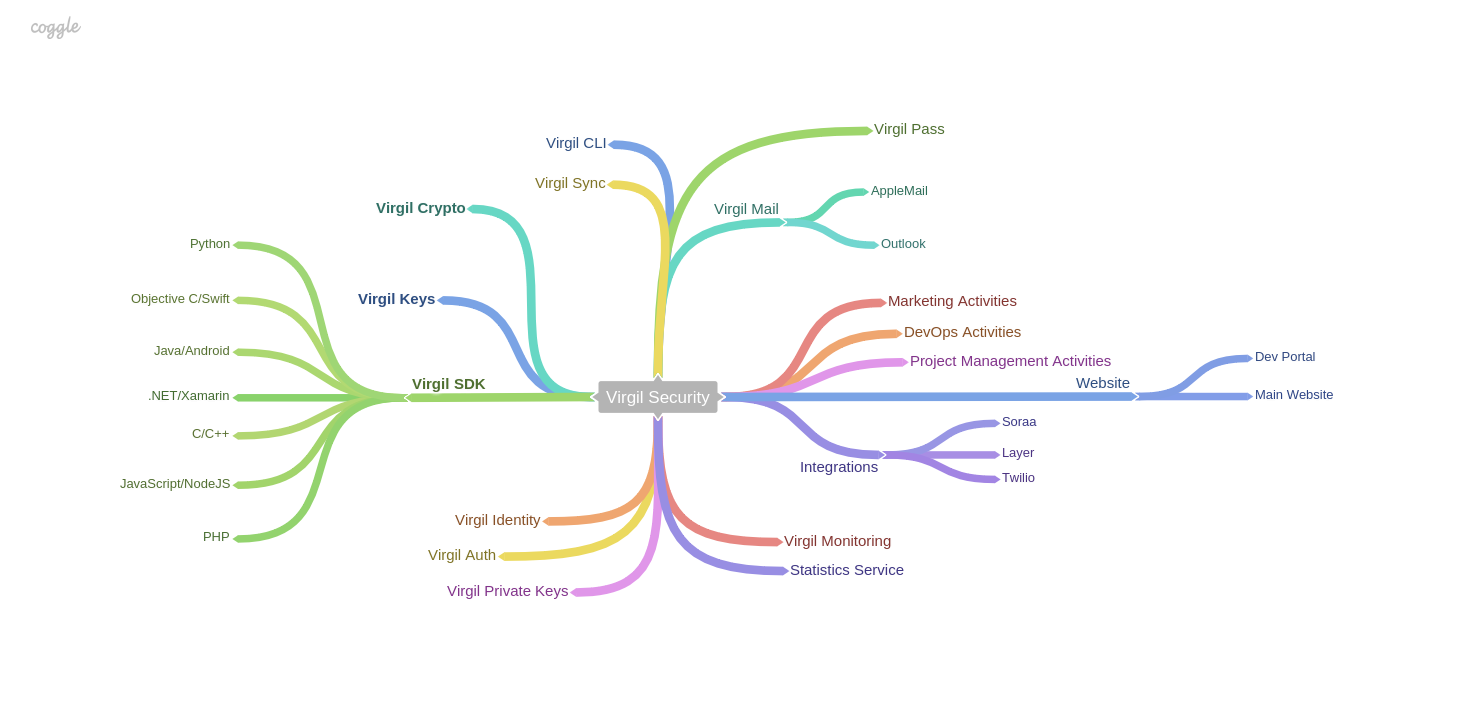 coggle
Virgil Pass
Virgil CLI
Virgil Sync
AppleMail
Virgil Mail
Virgil Crypto
Outlook
Python
Objective C/Swift
Virgil Keys
Marketing Activities
DevOps Activities
Java/Android
Project Management Activities
Dev Portal
Website
Virgil SDK
.NET/Xamarin
Virgil Security
Main Website
C/C++
Soraa
Layer
Integrations
Twilio
JavaScript/NodeJS
Virgil Identity
PHP
Virgil Monitoring
Virgil Auth
Statistics Service
Virgil Private Keys